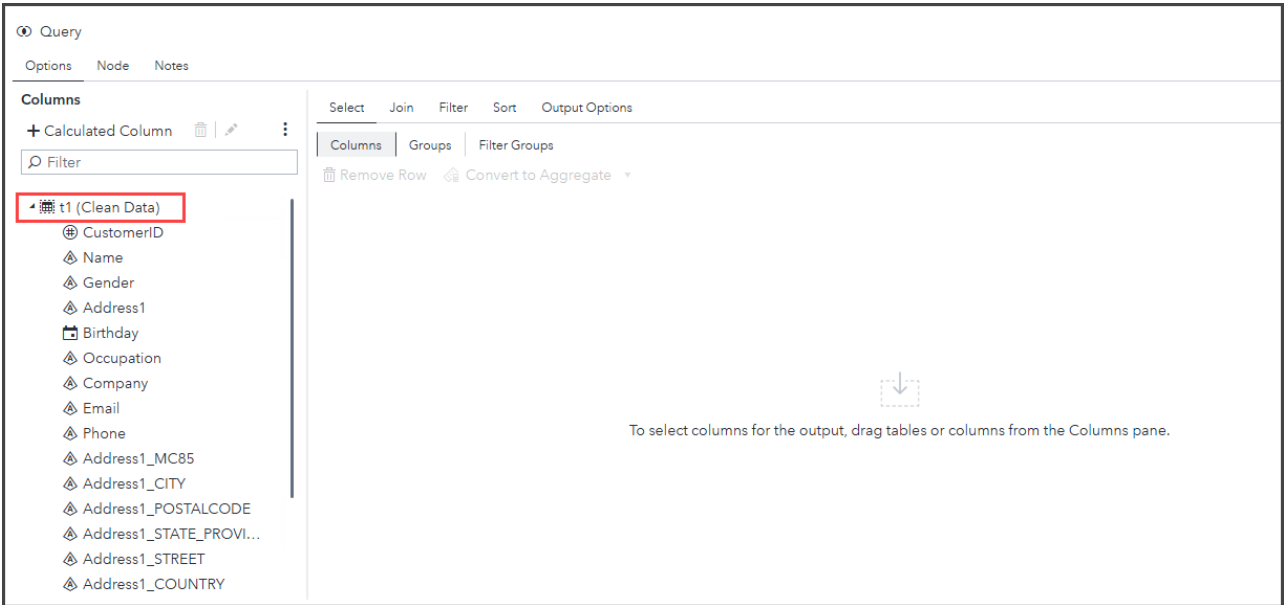 Query
Options Node Notes
Columns
+ Calculated Column
Filter
t1 (Clean Data)
CustomerID
Name
Gender
Address1
Birthday
Occupation
Company
Email
Phone
Address1_MC85
Address1_CITY
Address1_POSTALCODE
Address1_STATE_PROVI...
Address1_STREET
Address1_COUNTRY
Select Join Filter Sort Output Options
Columns Groups Filter Groups
Remove Row Convert to Aggregate
To select columns for the output, drag tables or columns from the Columns pane.